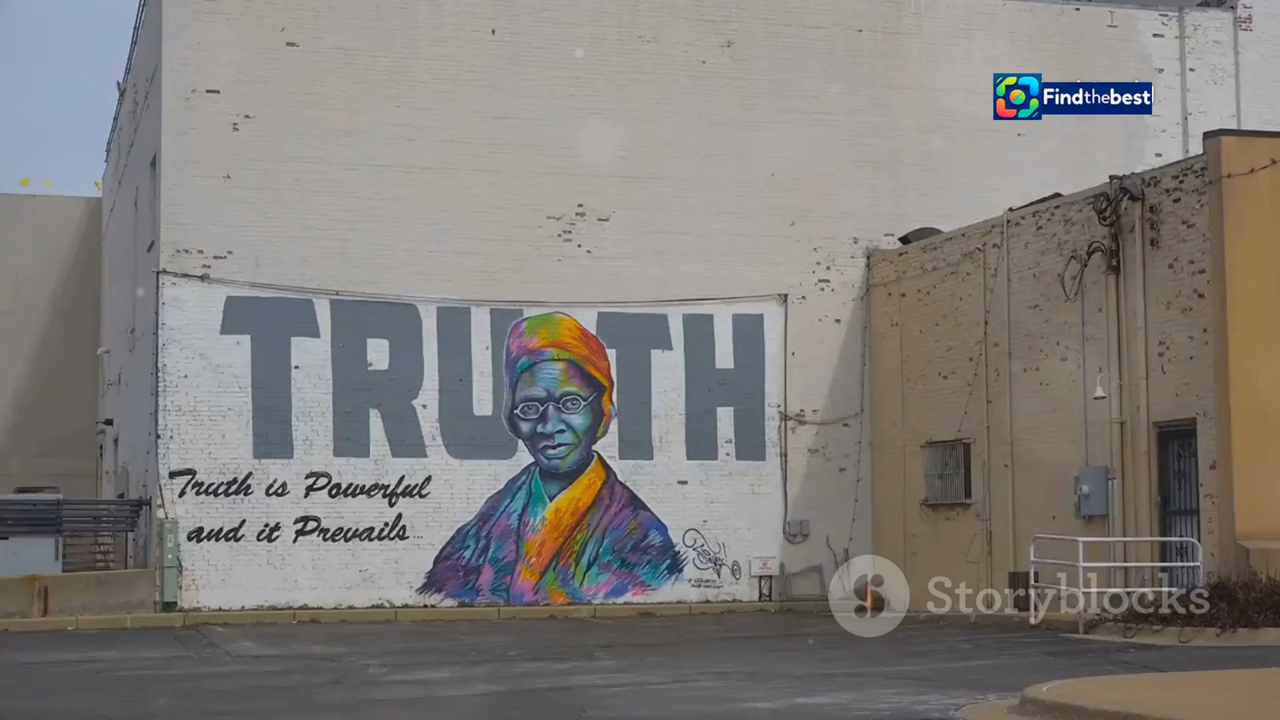 Findthebest
TRUTH
Truth is Powerful
and it Prevails...
Storyblocks